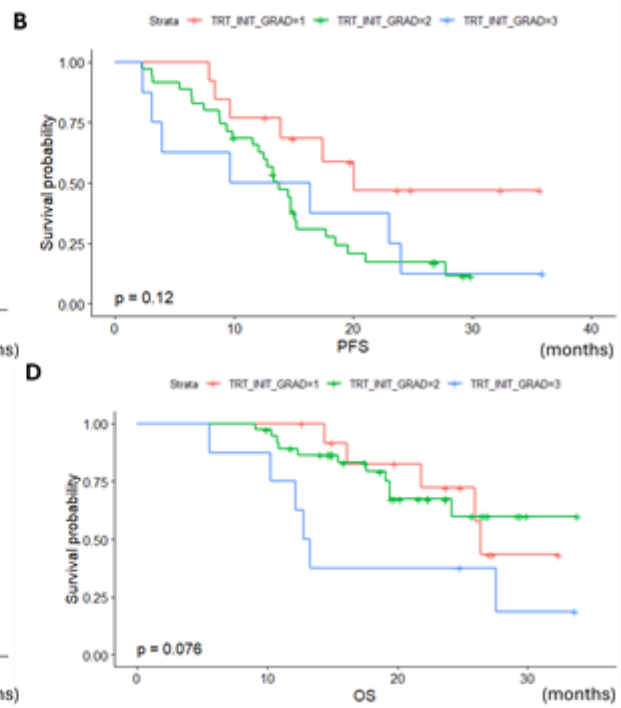 B
Strata TRT_INIT_GRAD=1 TRT_INIT_GRAD=2 TRT_INIT_GRAD=3
1.00
0.75
0.50
0.25
0.00
Survival probability
p = 0.12
0 10 20 30 40
hs) PFS (months)
D
Strata TRT_INIT_GRAD=1 TRT_INIT_GRAD=2 TRT_INIT_GRAD=3
1.00
0.75
0.50
0.25
0.00
Survival probability
p = 0.076
0 10 20 30
hs) OS (months)